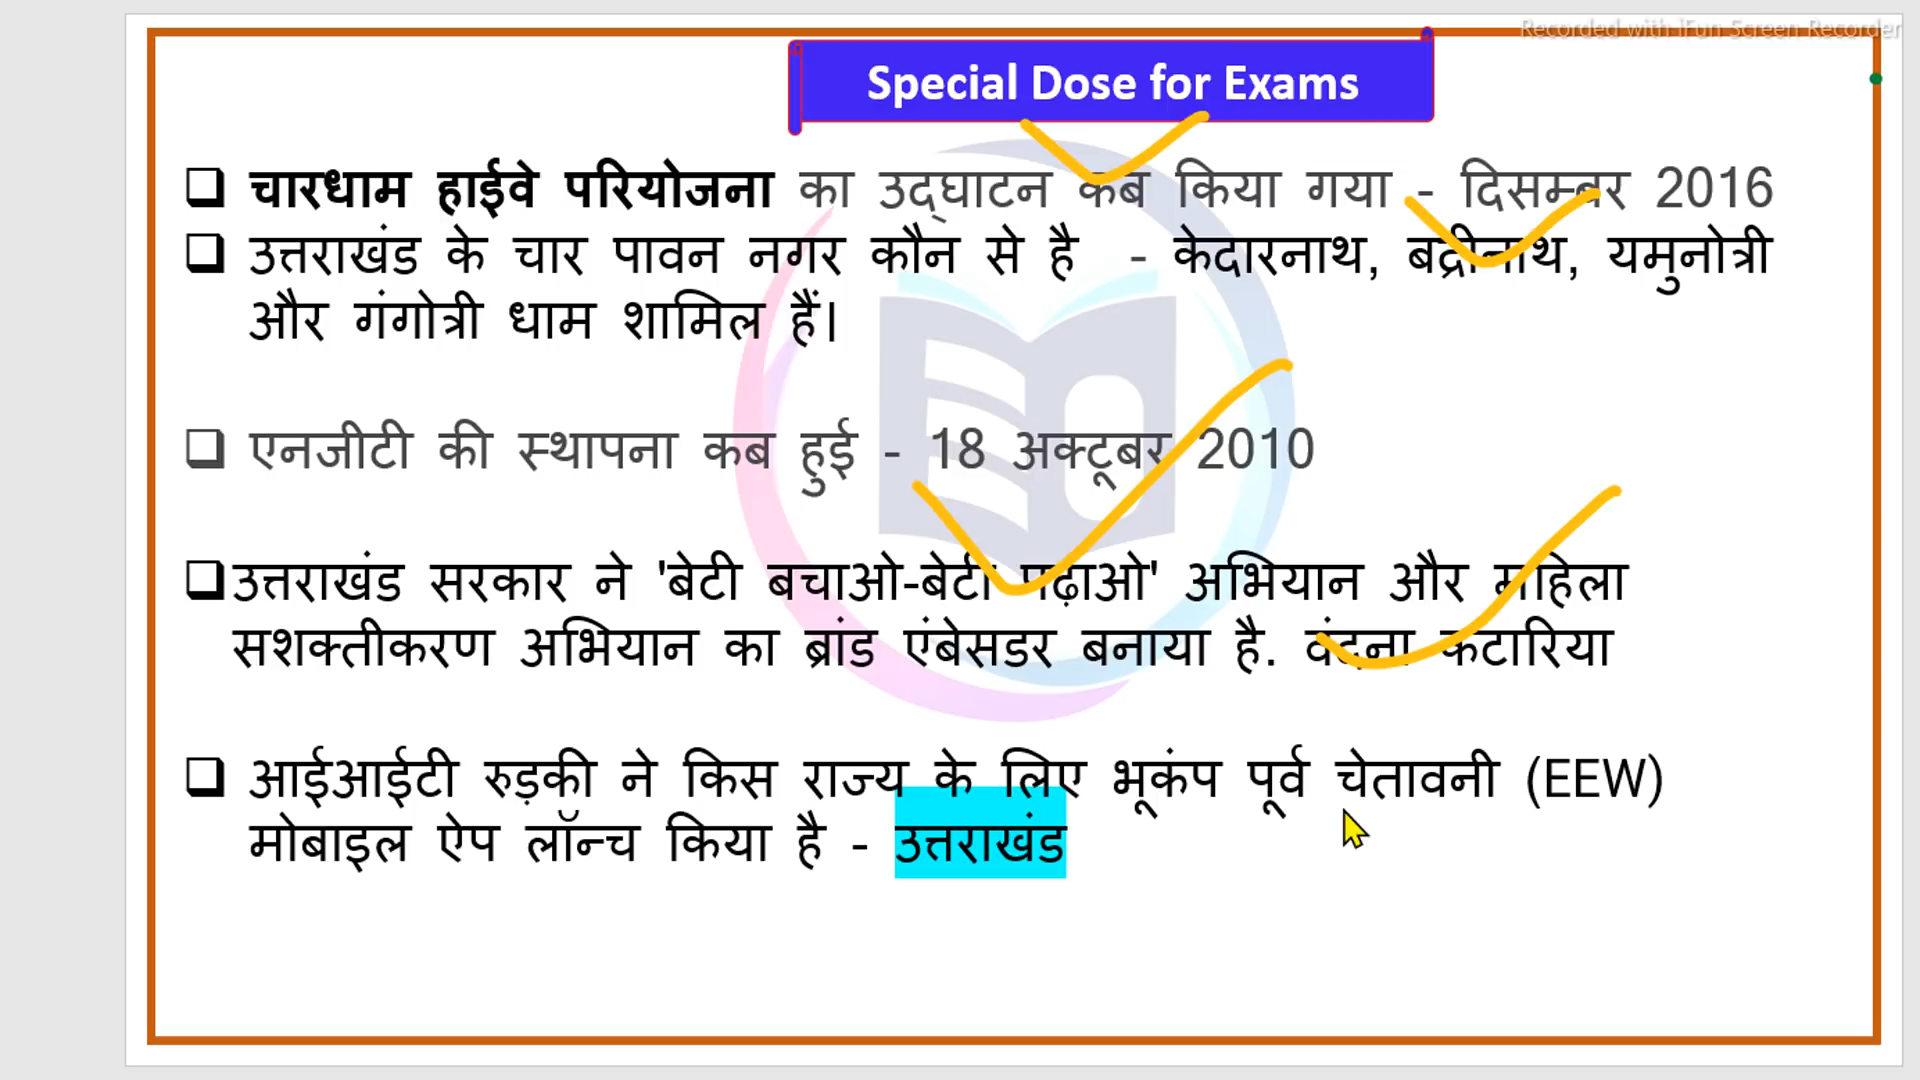 Recorded with iFun Screen Recorder
Special Dose for Exams
चारधाम हाईवे परियोजना का उद्घाटन कब किया गया - दिसम्बर 2016
उत्तराखंड के चार पावन नगर कौन से है - केदारनाथ, बद्रीनाथ, यमुनोत्री
और गंगोत्री धाम शामिल हैं।
एनजीटी की स्थापना कब हुई - 18 अक्टूबर 2010
उत्तराखंड सरकार ने 'बेटी बचाओ-बेटी पढ़ाओ' अभियान और महिला
सशक्तीकरण अभियान का ब्रांड एंबेसडर बनाया है. वंदना कटारिया
आईआईटी रुड़की ने किस राज्य के लिए भूकंप पूर्व चेतावनी (EEW)
मोबाइल ऐप लॉन्च किया है - उत्तराखंड